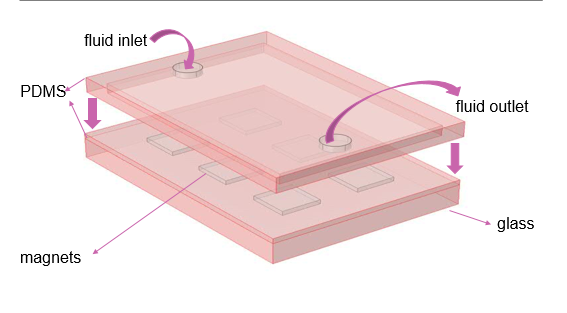 fluid inlet
PDMS
fluid outlet
glass
magnets